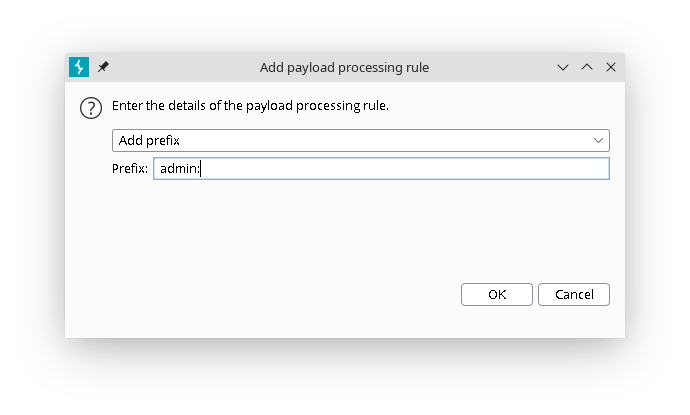 Add payload processing rule
Enter the details of the payload processing rule.
Add prefix
Prefix: admin:
OK Cancel